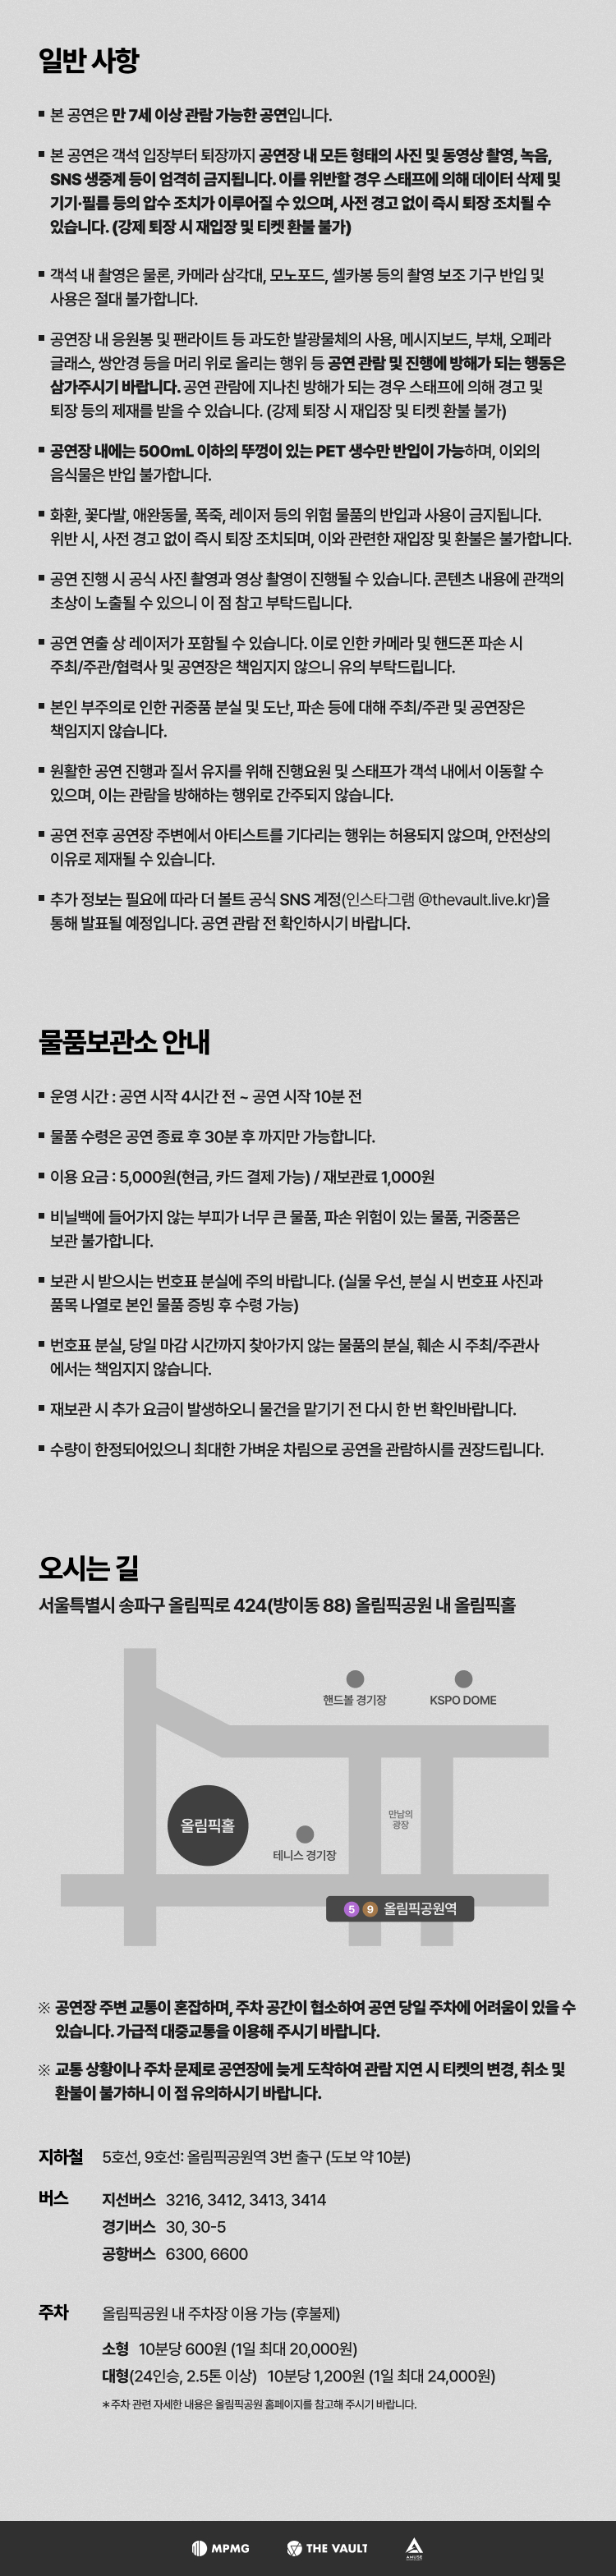 일반 사항
▪ 본 공연은 만 7세 이상 관람 가능한 공연입니다.
▪ 본 공연은 객석 입장부터 퇴장까지 공연장 내 모든 형태의 사진 및 동영상 촬영, 녹음,
SNS 생중계 등이 엄격히 금지됩니다. 이를 위반할 경우 스태프에 의해 데이터 삭제 및
기기·필름 등의 압수 조치가 이루어질 수 있으며, 사전 경고 없이 즉시 퇴장 조치될 수
있습니다. (강제 퇴장 시 재입장 및 티켓 환불 불가)
▪ 객석 내 촬영은 물론, 카메라 삼각대, 모노포드, 셀카봉 등의 촬영 보조 기구 반입 및
사용은 절대 불가합니다.
▪ 공연장 내 응원봉 및 팬라이트 등 과도한 발광물체의 사용, 메시지보드, 부채, 오페라
글래스, 쌍안경 등을 머리 위로 올리는 행위 등 공연 관람 및 진행에 방해가 되는 행동은
삼가주시기 바랍니다. 공연 관람에 지나친 방해가 되는 경우 스태프에 의해 경고 및
퇴장 등의 제재를 받을 수 있습니다. (강제 퇴장 시 재입장 및 티켓 환불 불가)
▪ 공연장 내에는 500mL 이하의 뚜껑이 있는 PET 생수만 반입이 가능하며, 이외의
음식물은 반입 불가합니다.
▪ 화환, 꽃다발, 애완동물, 폭죽, 레이저 등의 위험 물품의 반입과 사용이 금지됩니다.
위반 시, 사전 경고 없이 즉시 퇴장 조치되며, 이와 관련한 재입장 및 환불은 불가합니다.
▪ 공연 진행 시 공식 사진 촬영과 영상 촬영이 진행될 수 있습니다. 콘텐츠 내용에 관객의
초상이 노출될 수 있으니 이 점 참고 부탁드립니다.
▪ 공연 연출 상 레이저가 포함될 수 있습니다. 이로 인한 카메라 및 핸드폰 파손 시
주최/주관/협력사 및 공연장은 책임지지 않으니 유의 부탁드립니다.
▪ 본인 부주의로 인한 귀중품 분실 및 도난, 파손 등에 대해 주최/주관 및 공연장은
책임지지 않습니다.
▪ 원활한 공연 진행과 질서 유지를 위해 진행요원 및 스태프가 객석 내에서 이동할 수
있으며, 이는 관람을 방해하는 행위로 간주되지 않습니다.
▪ 공연 전후 공연장 주변에서 아티스트를 기다리는 행위는 허용되지 않으며, 안전상의
이유로 제재될 수 있습니다.
▪ 추가 정보는 필요에 따라 더 볼트 공식 SNS 계정(인스타그램 @thevault.live.kr)을
통해 발표될 예정입니다. 공연 관람 전 확인하시기 바랍니다.
물품보관소 안내
▪ 운영 시간 : 공연 시작 4시간 전 ~ 공연 시작 10분 전
▪ 물품 수령은 공연 종료 후 30분 후 까지만 가능합니다.
▪ 이용 요금 : 5,000원(현금, 카드 결제 가능) / 재보관료 1,000원
▪ 비닐백에 들어가지 않는 부피가 너무 큰 물품, 파손 위험이 있는 물품, 귀중품은
보관 불가합니다.
▪ 보관 시 받으시는 번호표 분실에 주의 바랍니다. (실물 우선, 분실 시 번호표 사진과
품목 나열로 본인 물품 증빙 후 수령 가능)
▪ 번호표 분실, 당일 마감 시간까지 찾아가지 않는 물품의 분실, 훼손 시 주최/주관사
에서는 책임지지 않습니다.
▪ 재보관 시 추가 요금이 발생하오니 물건을 맡기기 전 다시 한 번 확인바랍니다.
▪ 수량이 한정되어있으니 최대한 가벼운 차림으로 공연을 관람하시를 권장드립니다.
오시는 길
서울특별시 송파구 올림픽로 424(방이동 88) 올림픽공원 내 올림픽홀
핸드볼 경기장
KSPO DOME
만남의
광장
올림픽홀
테니스 경기장
5 9 올림픽공원역
※ 공연장 주변 교통이 혼잡하며, 주차 공간이 협소하여 공연 당일 주차에 어려움이 있을 수
있습니다. 가급적 대중교통을 이용해 주시기 바랍니다.
※ 교통 상황이나 주차 문제로 공연장에 늦게 도착하여 관람 지연 시 티켓의 변경, 취소 및
환불이 불가하니 이 점 유의하시기 바랍니다.
지하철 5호선, 9호선: 올림픽공원역 3번 출구 (도보 약 10분)
버스 지선버스 3216, 3412, 3413, 3414
경기버스 30, 30-5
공항버스 6300, 6600
주차 올림픽공원 내 주차장 이용 가능 (후불제)
소형 10분당 600원 (1일 최대 20,000원)
대형(24인승, 2.5톤 이상) 10분당 1,200원 (1일 최대 24,000원)
*주차 관련 자세한 내용은 올림픽공원 홈페이지를 참고해 주시기 바랍니다.
MPMG THE VAULT